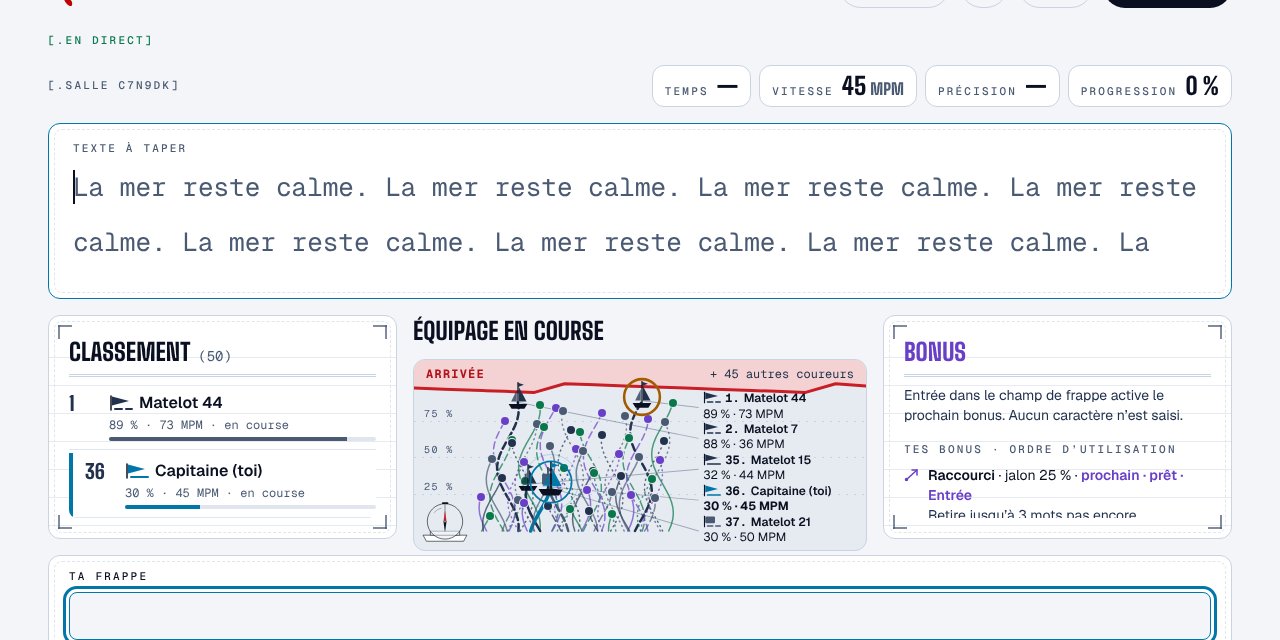 [.EN DIRECT]
[.SALLE C7N9DK]
TEMPS —
VITESSE 45 MPM
PRÉCISION —
PROGRESSION 0 %
TEXTE À TAPER
La mer reste calme. La mer reste calme. La mer reste calme. La mer reste
calme. La mer reste calme. La mer reste calme. La mer reste calme. La
CLASSEMENT (50)
1 Matelot 44
89 % · 73 MPM · en course
36 Capitaine (toi)
30 % · 45 MPM · en course
ÉQUIPAGE EN COURSE
ARRIVÉE
+ 45 autres coureurs
75 %
50 %
25 %
1. Matelot 44
89 % · 73 MPM
2. Matelot 7
88 % · 36 MPM
35. Matelot 15
32 % · 44 MPM
36. Capitaine (toi)
30 % · 45 MPM
37. Matelot 21
30 % · 50 MPM
BONUS
Entrée dans le champ de frappe active le
prochain bonus. Aucun caractère n’est saisi.
TES BONUS · ORDRE D’UTILISATION
Raccourci · jalon 25 % · prochain · prêt ·
Entrée
Retire jusqu’à 3 mots pas encore
TA FRAPPE